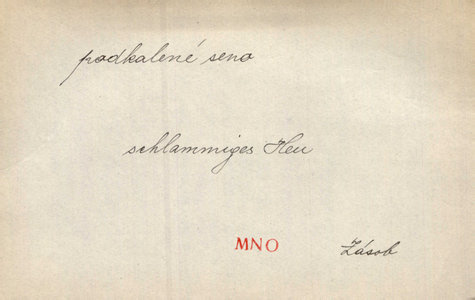 podkalené seno
schlammiges Heu
MNO Zásob